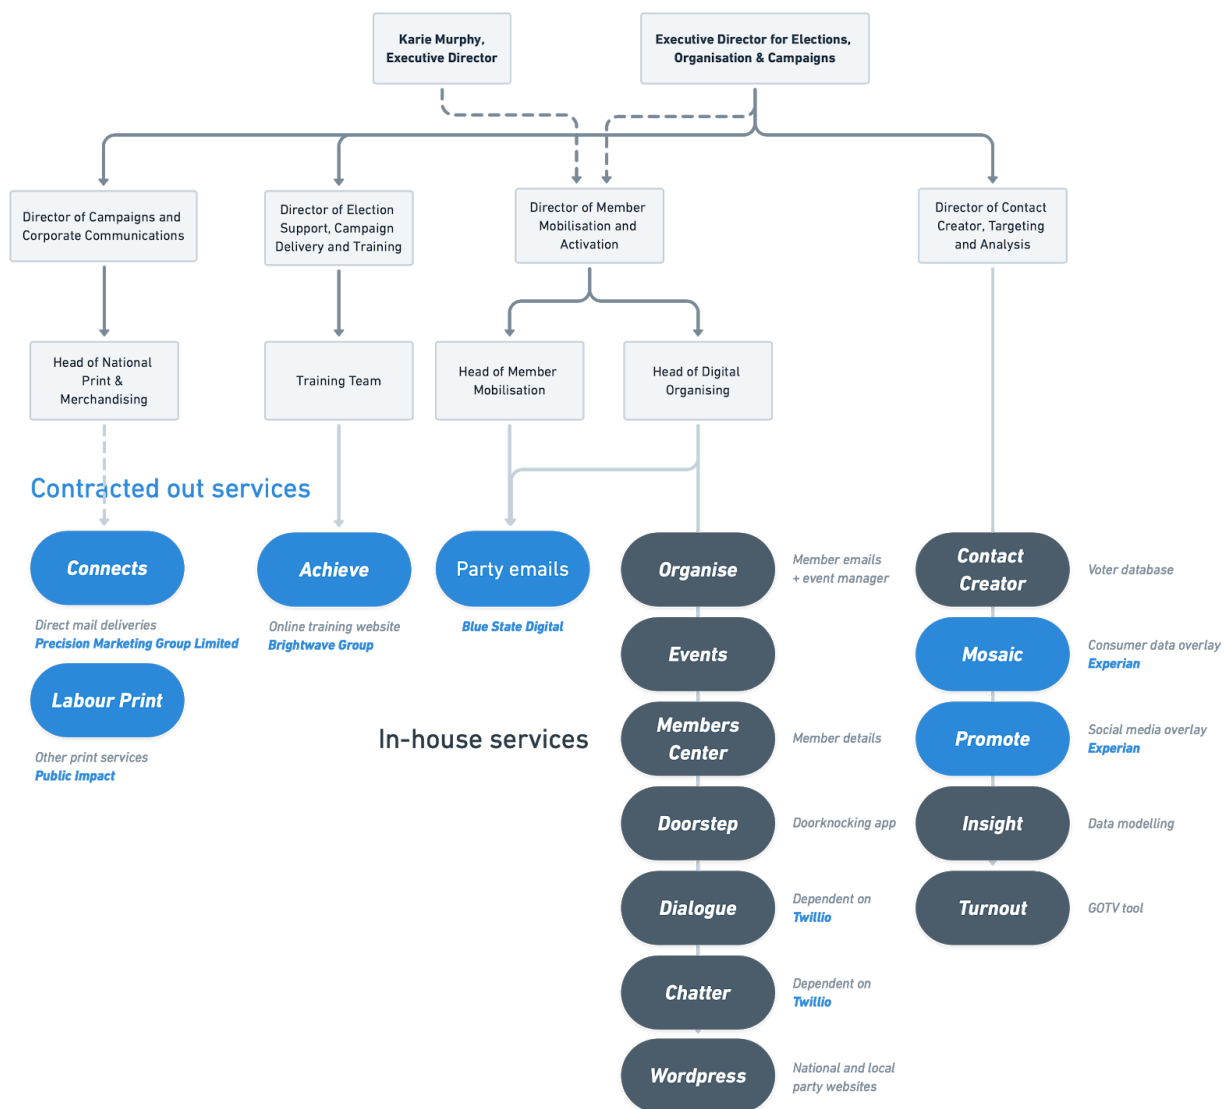 Karie Murphy,
Executive Director
Executive Director for Elections,
Organisation & Campaigns
Director of Campaigns and
Corporate Communications
Director of Election
Support, Campaign
Delivery and Training
Director of Member
Mobilisation and
Activation
Director of Contact
Creator, Targeting
and Analysis
Head of National
Print &
Merchandising
Training Team
Head of Member
Mobilisation
Head of Digital
Organising
Contracted out services
Connects
Direct mail deliveries
Precision Marketing Group Limited
Labour Print
Other print services
Public Impact
Achieve
Online training website
Brightwave Group
Party emails
Blue State Digital
In-house services
Organise
Member emails
+ event manager
Events
Members
Center
Member details
Doorstep
Doorknocking app
Dialogue
Dependent on
Twillio
Chatter
Dependent on
Twillio
Wordpress
National and local
party websites
Contact
Creator
Voter database
Mosaic
Consumer data overlay
Experian
Promote
Social media overlay
Experian
Insight
Data modelling
Turnout
GOTV tool